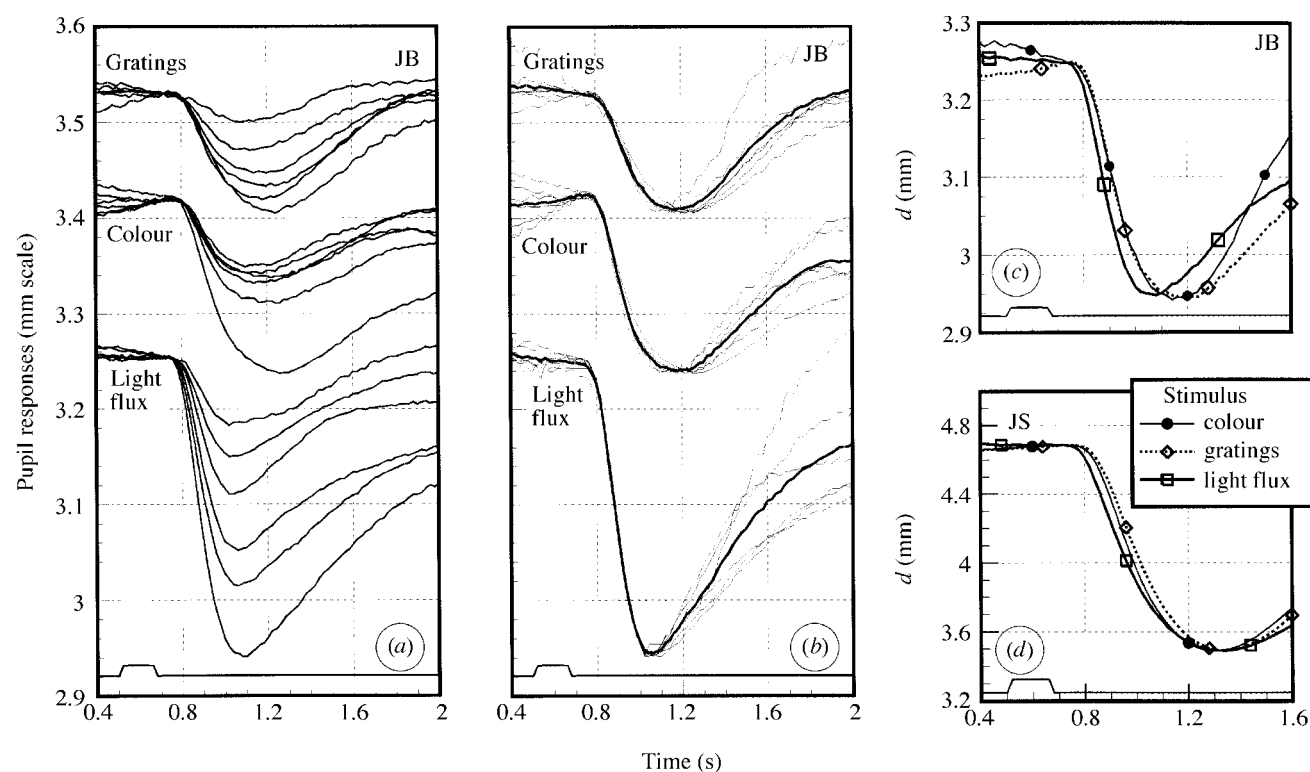 3.6
3.5
3.4
3.3
3.2
3.1
3
2.9
Pupil responses (mm scale)
Gratings
JB
Colour
Light
flux
(a)
0.4 0.8 1.2 1.6 2
Gratings
JB
Colour
Light
flux
(b)
0.4 0.8 1.2 1.6 2
Time (s)
3.3
3.2
3.1
3
2.9
d (mm)
JB
(c)
4.8
4.4
4
3.6
3.2
d (mm)
JS
Stimulus
colour
gratings
light flux
(d)
0.4 0.8 1.2 1.6